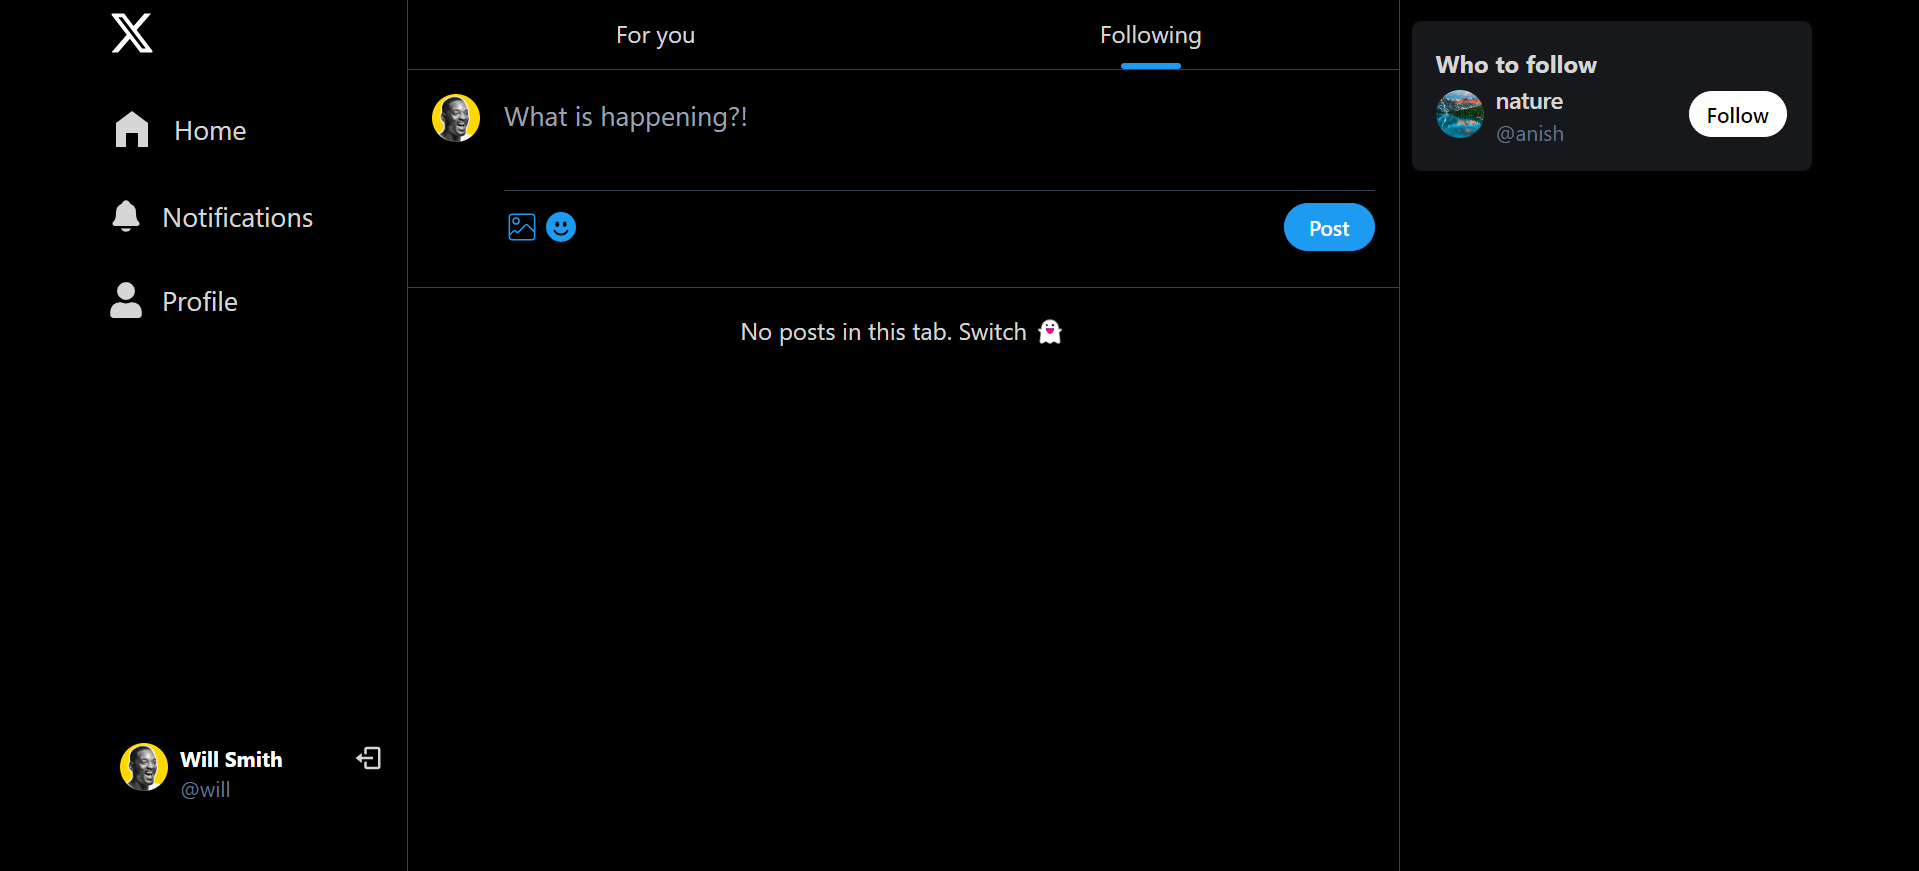 Home
Notifications
Profile
Will Smith
@will
For you
Following
What is happening?!
Post
No posts in this tab. Switch 👻
Who to follow
nature
@anish
Follow